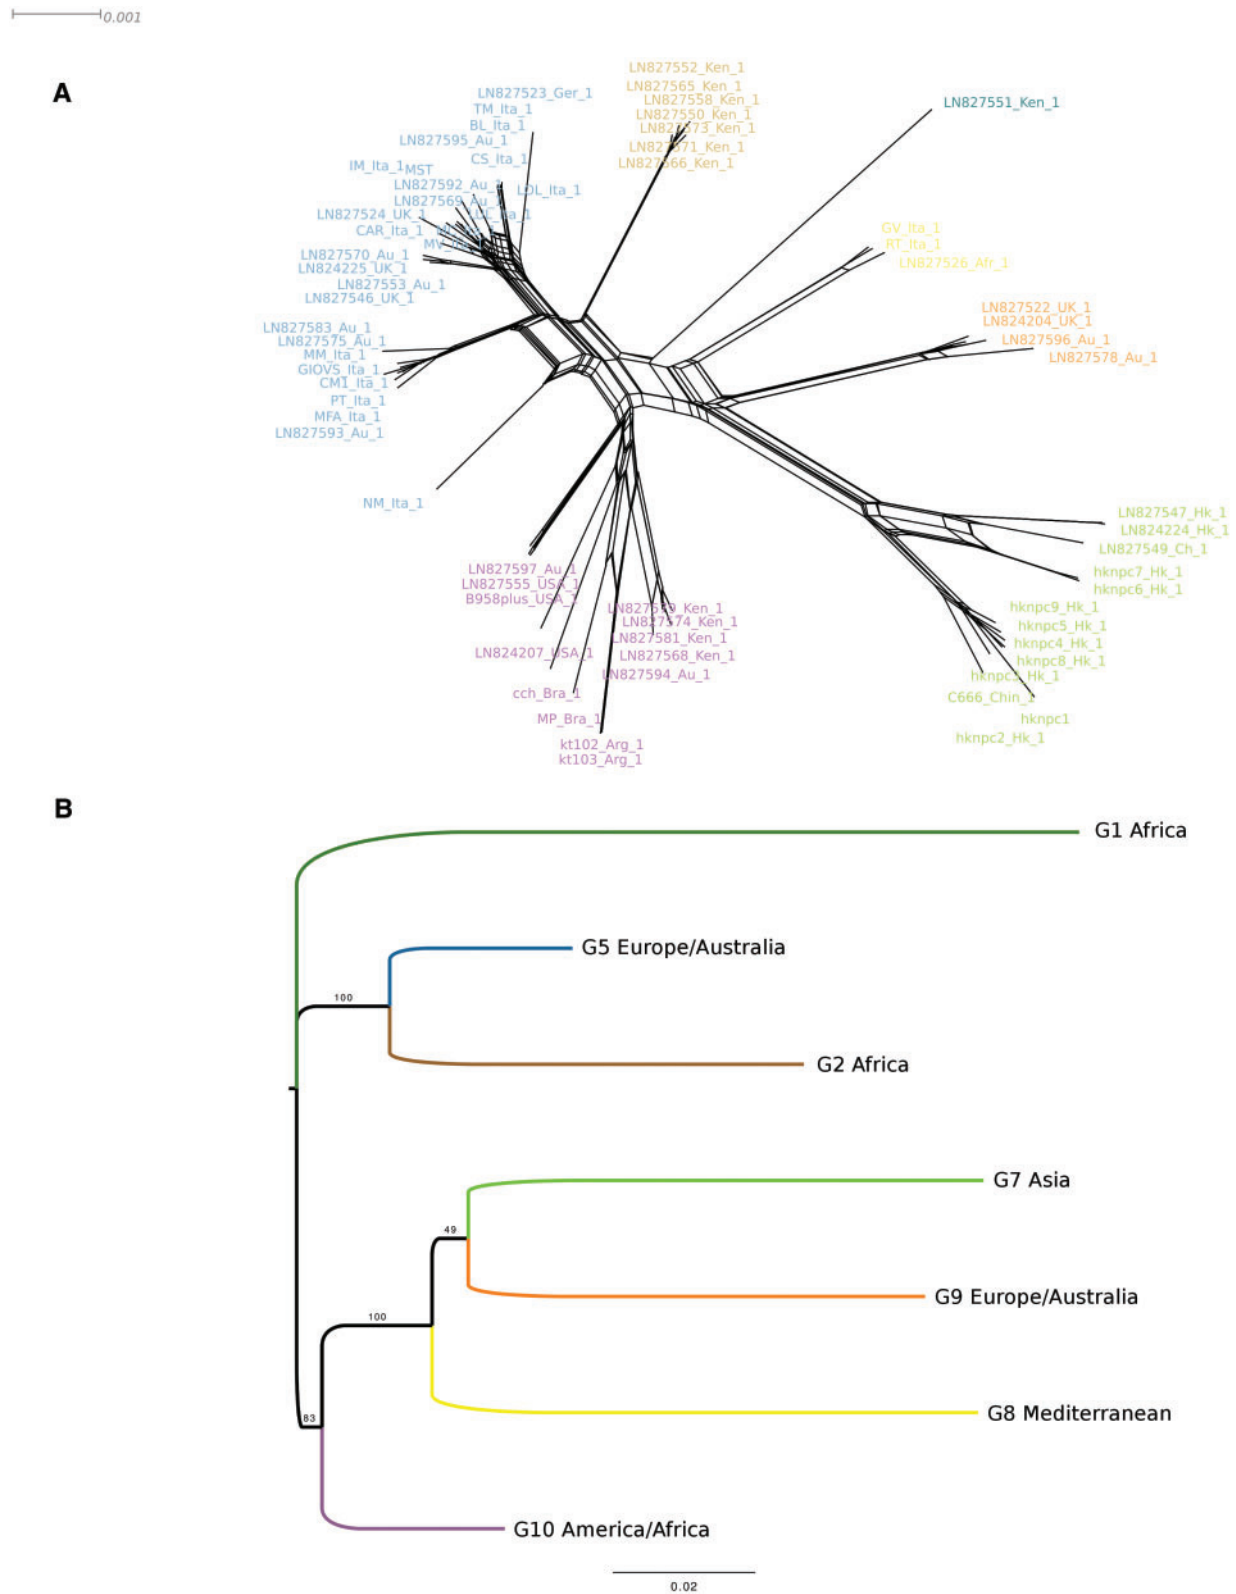 0.001
A
LN827552_Ken_1
LN827565_Ken_1
LN827558_Ken_1
LN827550_Ken_1
LN827573_Ken_1
LN827571_Ken_1
LN827566_Ken_1
LN827551_Ken_1
LN827523_Ger_1
TM_Ita_1
BL_Ita_1
LN827595_Au_1
CS_Ita_1
IM_Ita_1
MST
LN827592_Au_1
LDL_Ita_1
LN827569_Au_1
LN827524_UK_1
CAR_Ita_1
LN827570_Au_1
LN824225_UK_1
LN827553_Au_1
LN827546_UK_1
LN827583_Au_1
LN827575_Au_1
MM_Ita_1
GIOVS_Ita_1
CM1_Ita_1
PT_Ita_1
MFA_Ita_1
LN827593_Au_1
NM_Ita_1
GV_Ita_1
RT_Ita_1
LN827526_Afr_1
LN827522_UK_1
LN824204_UK_1
LN827596_Au_1
LN827578_Au_1
LN827547_Hk_1
LN824224_Hk_1
LN827549_Ch_1
hknpc7_Hk_1
hknpc6_Hk_1
hknpc9_Hk_1
hknpc5_Hk_1
hknpc4_Hk_1
hknpc8_Hk_1
hknpc3_Hk_1
C666_Chin_1
hknpc1
hknpc2_Hk_1
LN827597_Au_1
LN827555_USA_1
B958plus_USA_1
LN824207_USA_1
cch_Bra_1
MP_Bra_1
kt102_Arg_1
kt103_Arg_1
LN827574_Ken_1
LN827581_Ken_1
LN827568_Ken_1
LN827594_Au_1
B
G1 Africa
G5 Europe/Australia
100
G2 Africa
G7 Asia
49
G9 Europe/Australia
100
G8 Mediterranean
83
G10 America/Africa
0.02